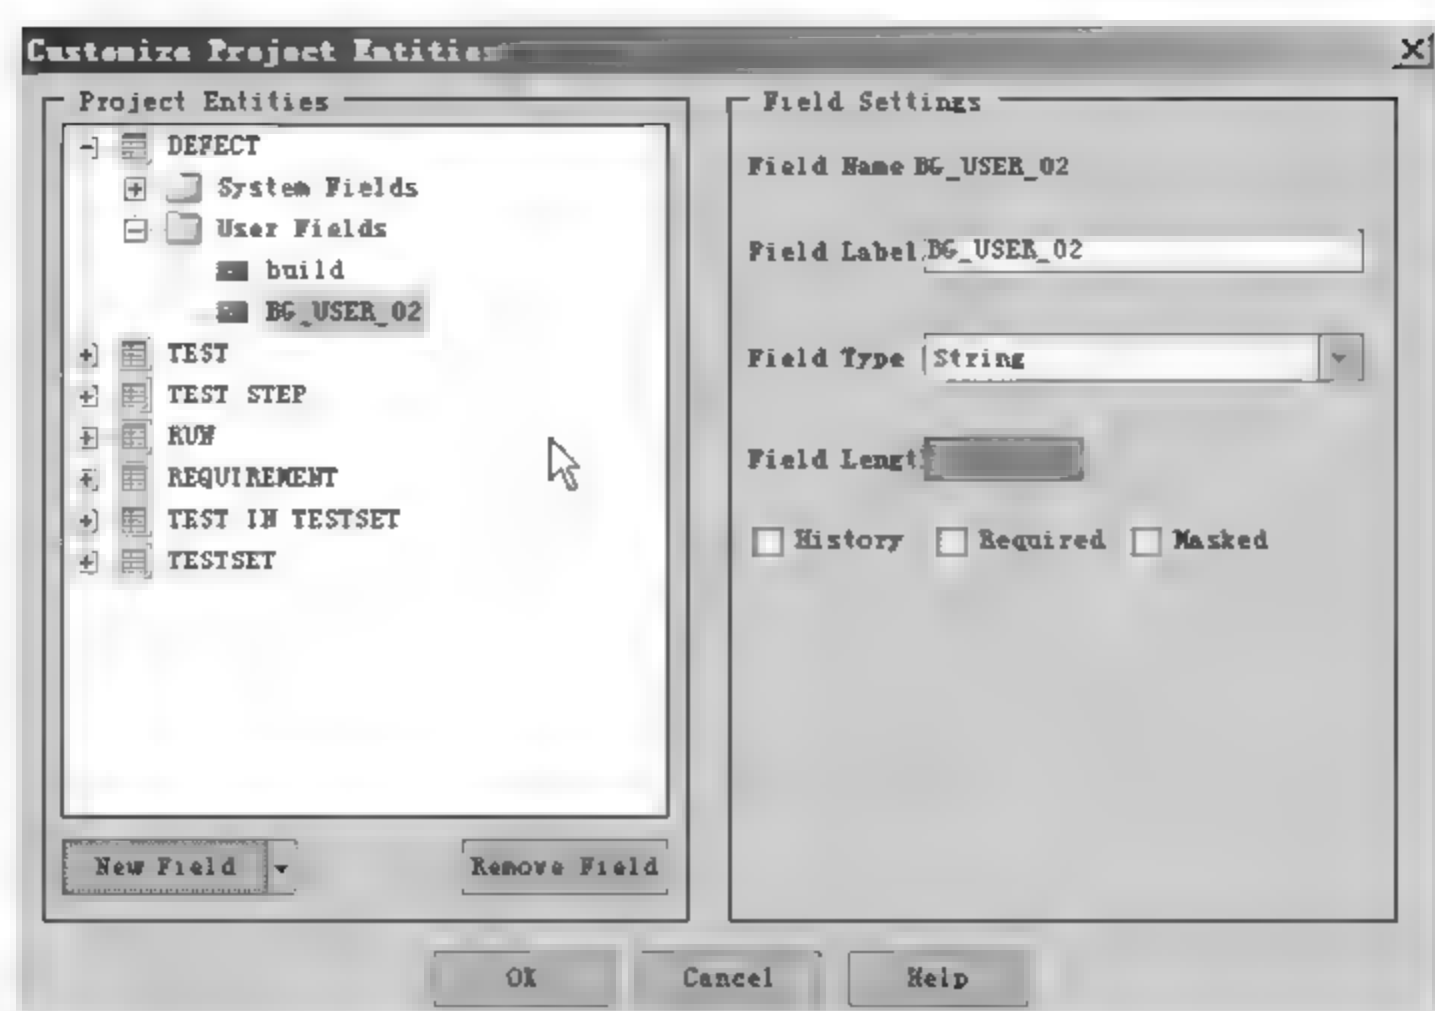 Customize Project Entities
Project Entities
DEFECT
System Fields
User Fields
build
BG_USER_02
TEST
TEST STEP
RUN
REQUIREMENT
TEST IN TESTSET
TESTSET
New Field
Remove Field
Field Settings
Field Name BG_USER_02
Field Label BG_USER_02
Field Type String
Field Lengt
History Required Masked
OK Cancel Help